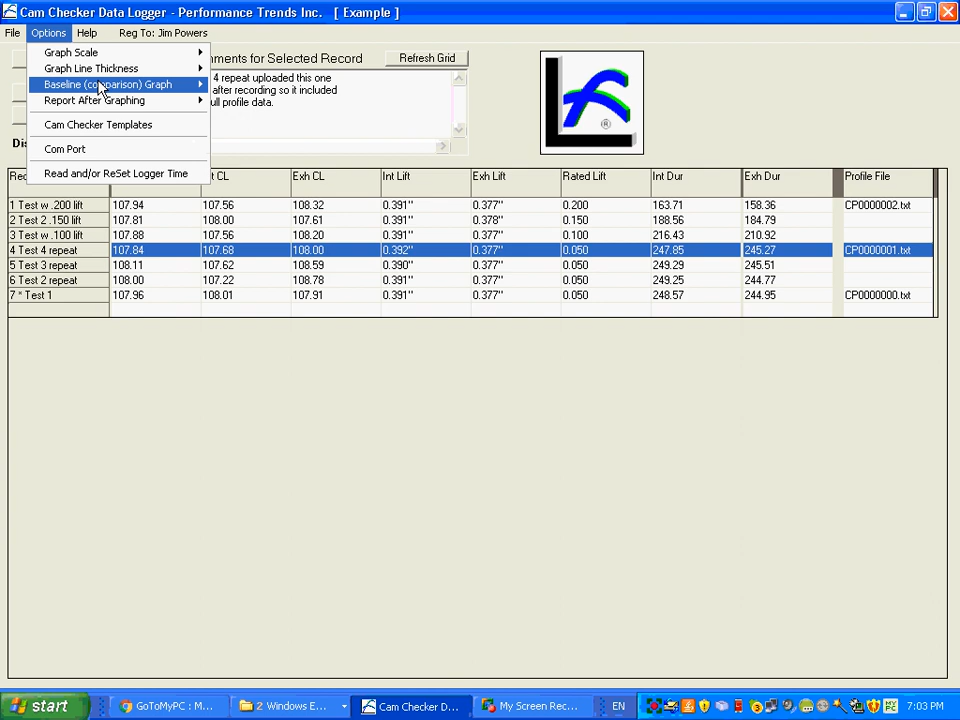 Cam Checker Data Logger - Performance Trends Inc. [ Example ]
File Options Help Reg To: Jim Powers
Graph Scale
Graph Line Thickness
Baseline (comparison) Graph
Report After Graphing
Cam Checker Templates
Com Port
Read and/or ReSet Logger Time
mments for Selected Record Refresh Grid
4 repeat uploaded this one
after recording so it included
ull profile data.
®
Dis
Rec t CL Exh CL Int Lift Exh Lift Rated Lift Int Dur Exh Dur Profile File
1 Test w .200 lift 107.94 107.56 108.32 0.391" 0.377" 0.200 163.71 158.36 CP0000002.txt
2 Test 2 .150 lift 107.81 108.00 107.61 0.391" 0.378" 0.150 188.56 184.79
3 Test w .100 lift 107.88 107.56 108.20 0.391" 0.377" 0.100 216.43 210.92
4 Test 4 repeat 107.84 107.68 108.00 0.392" 0.377" 0.050 247.85 245.27 CP0000001.txt
5 Test 3 repeat 108.11 107.62 108.59 0.390" 0.377" 0.050 249.29 245.51
6 Test 2 repeat 108.00 107.22 108.78 0.391" 0.377" 0.050 249.25 244.77
7 * Test 1 107.96 108.01 107.91 0.391" 0.377" 0.050 248.57 244.95 CP0000000.txt
start GoToMyPC : M... 2 Windows E... Cam Checker D... My Screen Rec... EN 7:03 PM